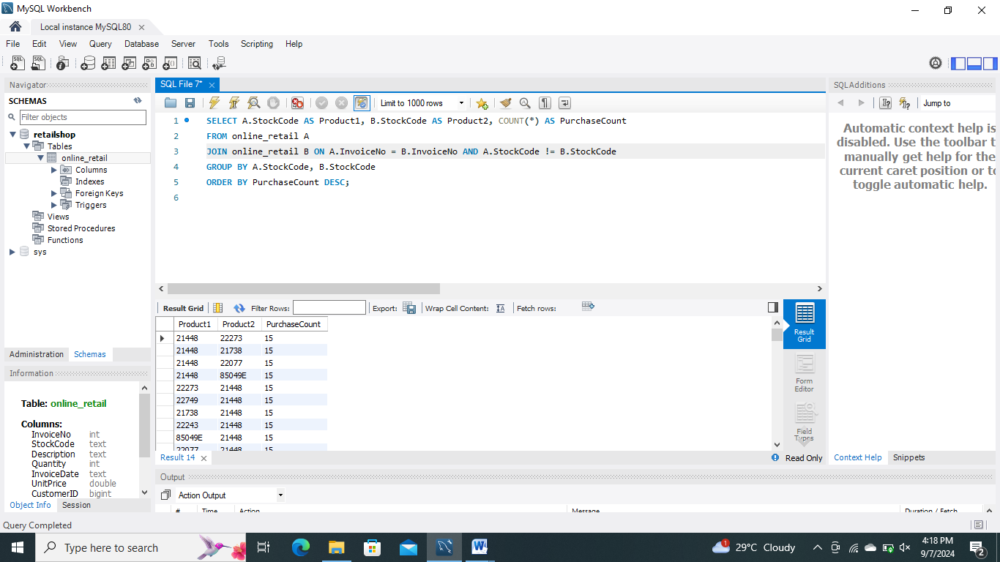 MySQL Workbench
Local instance MySQL80
File Edit View Query Database Server Tools Scripting Help
Navigator
SCHEMAS
Filter objects
retailshop
Tables
online_retail
Columns
Indexes
Foreign Keys
Triggers
Views
Stored Procedures
Functions
sys
Administration Schemas
Information
Table: online_retail
Columns:
InvoiceNo int
StockCode text
Description text
Quantity int
InvoiceDate text
UnitPrice double
CustomerID bigint
Object Info Session
SQL File 7*
Limit to 1000 rows
1 SELECT A.StockCode AS Product1, B.StockCode AS Product2, COUNT(*) AS PurchaseCount
2 FROM online_retail A
3 JOIN online_retail B ON A.InvoiceNo = B.InvoiceNo AND A.StockCode != B.StockCode
4 GROUP BY A.StockCode, B.StockCode
5 ORDER BY PurchaseCount DESC;
6
Result Grid Filter Rows: Export: Wrap Cell Content: Fetch rows:
Product1 Product2 PurchaseCount
21448 22273 15
21448 21738 15
21448 22077 15
21448 85049E 15
22273 21448 15
22749 21448 15
21738 21448 15
22243 21448 15
85049E 21448 15
22077 21448 15
Result Grid
Form Editor
Field Types
Result 14
Read Only
Output
Action Output
# Time Action Message Duration / Fetch
SQLAdditions
Jump to
Automatic context help is
disabled. Use the toolbar t
manually get help for the
current caret position or to
toggle automatic help.
Context Help Snippets
Query Completed
Type here to search
29°C Cloudy
1
4:18 PM
9/7/2024
2